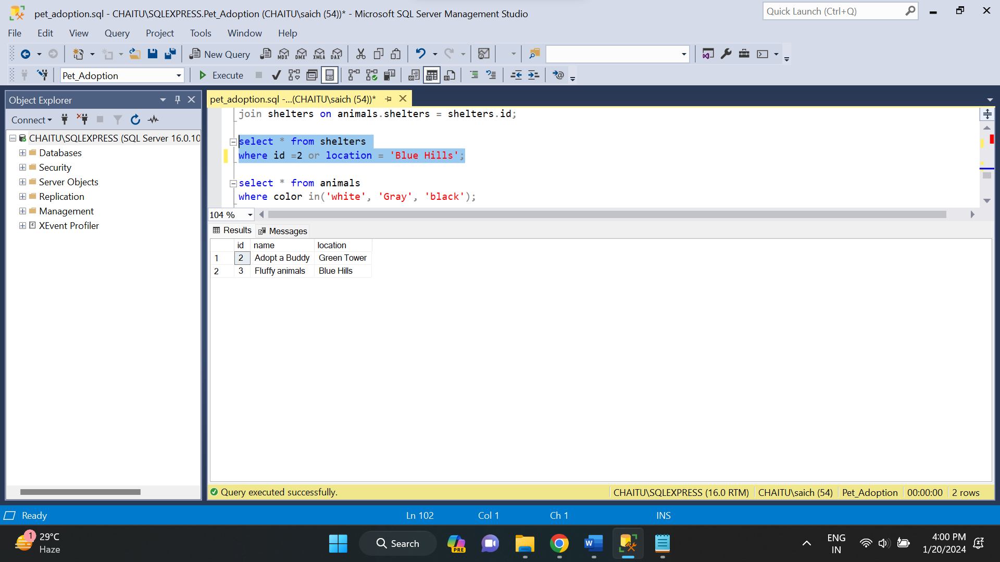 pet_adoption.sql - CHAITU\SQLEXPRESS.Pet_Adoption (CHAITU\saich (54))* - Microsoft SQL Server Management Studio
Quick Launch (Ctrl+Q)
File Edit View Query Project Tools Window Help
New Query MDX DMX XMLA DAX
Pet_Adoption Execute
Object Explorer
Connect
CHAITU\SQLEXPRESS (SQL Server 16.0.10
Databases
Security
Server Objects
Replication
Management
XEvent Profiler
pet_adoption.sql -...(CHAITU\saich (54))*
join shelters on animals.shelters = shelters.id;
select * from shelters
where id =2 or location = 'Blue Hills';
select * from animals
where color in('white', 'Gray', 'black');
104 %
Results Messages
id name location
1 2 Adopt a Buddy Green Tower
2 3 Fluffy animals Blue Hills
Query executed successfully. CHAITU\SQLEXPRESS (16.0 RTM) CHAITU\saich (54) Pet_Adoption 00:00:00 2 rows
Ready Ln 102 Col 1 Ch 1 INS
1 29°C
Haze
Search
PRE
W
ENG
IN
4:00 PM
1/20/2024